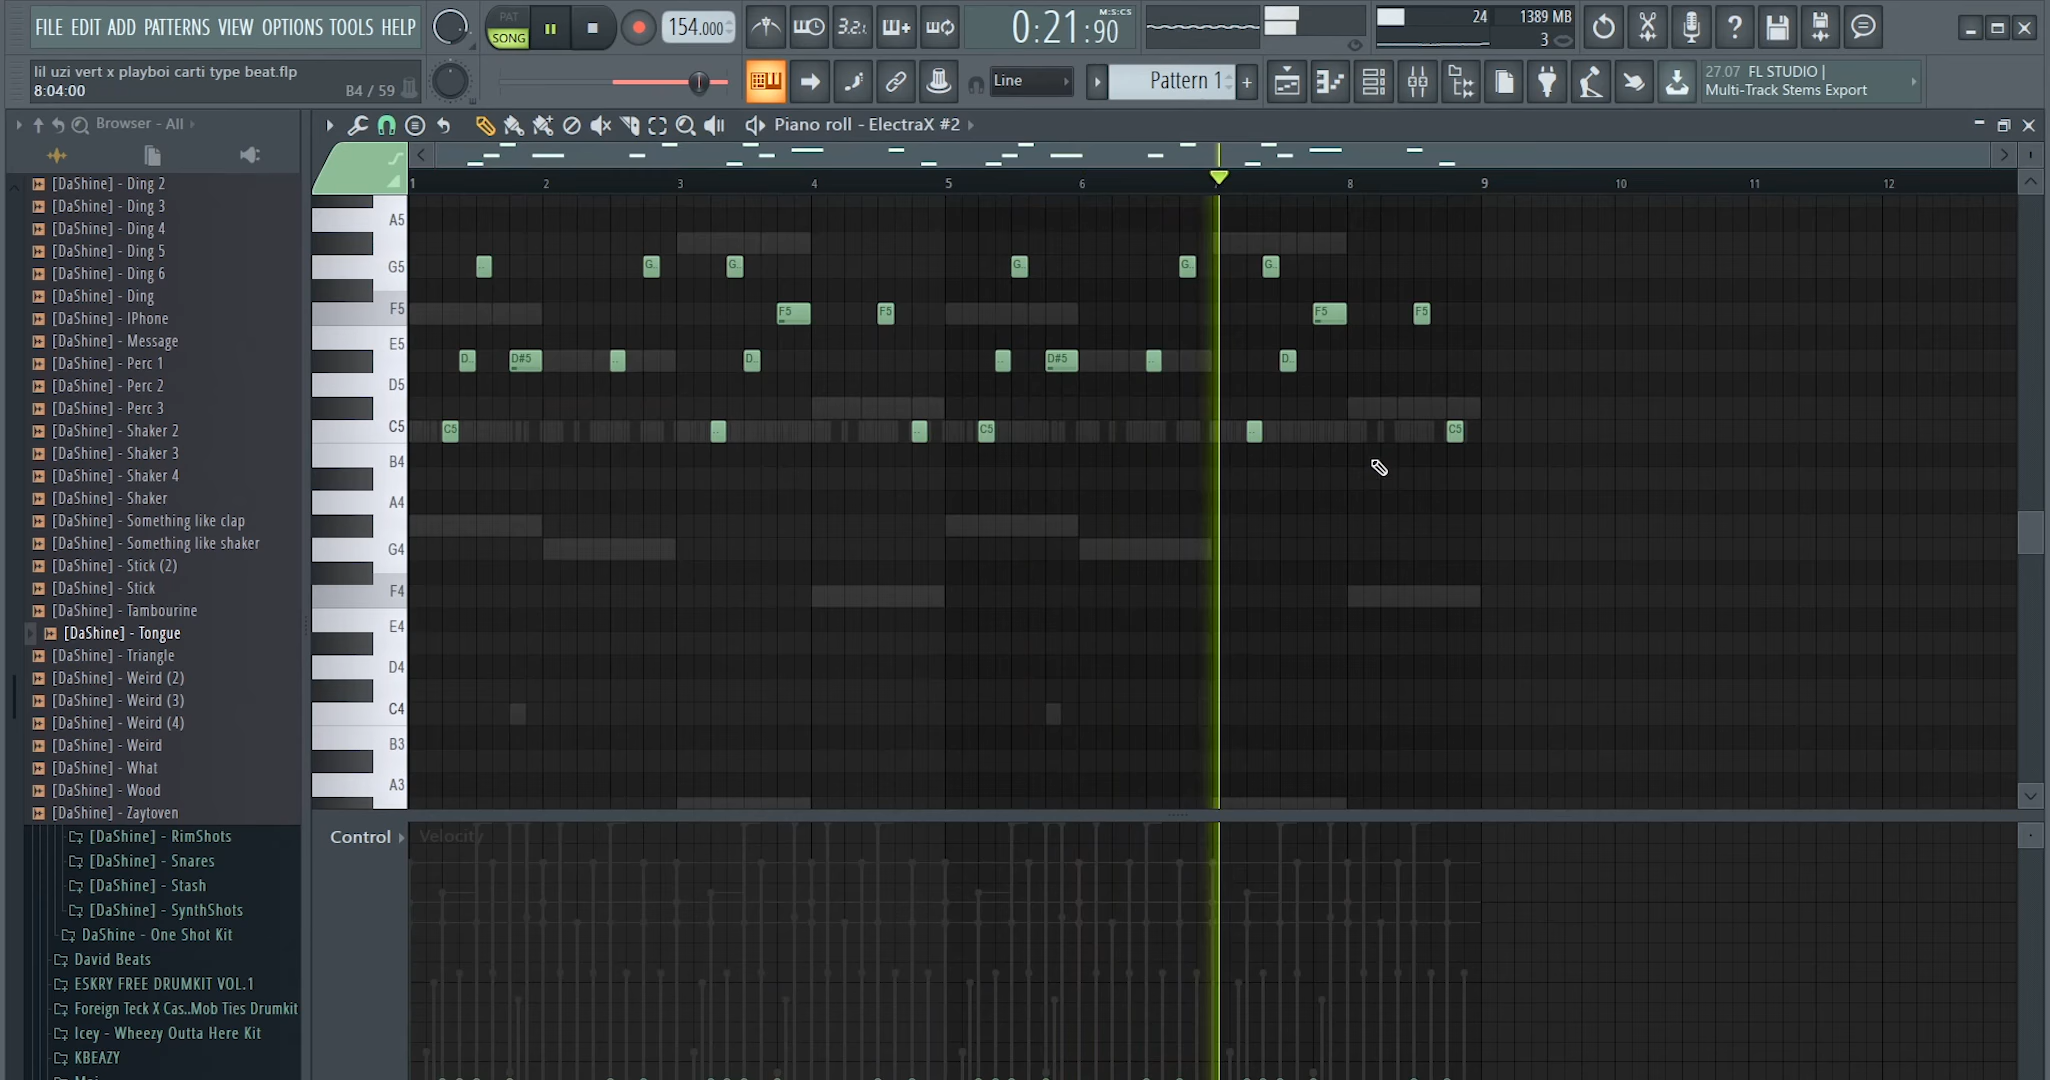 FILE EDIT ADD PATTERNS VIEW OPTIONS TOOLS HELP
PAT
SONG
154.000
3.2.:
0:21:90
M:S:CS
24
1389 MB
3
lil uzi vert x playboi carti type beat.flp
8:04:00
B4 / 59
Line
Pattern 1
27.07 FL STUDIO |
Multi-Track Stems Export
Browser - All
Piano roll - ElectraX #2
[DaShine] - Ding 2
[DaShine] - Ding 3
[DaShine] - Ding 4
[DaShine] - Ding 5
[DaShine] - Ding 6
[DaShine] - Ding
[DaShine] - IPhone
[DaShine] - Message
[DaShine] - Perc 1
[DaShine] - Perc 2
[DaShine] - Perc 3
[DaShine] - Shaker 2
[DaShine] - Shaker 3
[DaShine] - Shaker 4
[DaShine] - Shaker
[DaShine] - Something like clap
[DaShine] - Something like shaker
[DaShine] - Stick (2)
[DaShine] - Stick
[DaShine] - Tambourine
[DaShine] - Tongue
[DaShine] - Triangle
[DaShine] - Weird (2)
[DaShine] - Weird (3)
[DaShine] - Weird (4)
[DaShine] - Weird
[DaShine] - What
[DaShine] - Wood
[DaShine] - Zaytoven
[DaShine] - RimShots
[DaShine] - Snares
[DaShine] - Stash
[DaShine] - SynthShots
DaShine - One Shot Kit
David Beats
ESKRY FREE DRUMKIT VOL.1
Foreign Teck X Cas..Mob Ties Drumkit
Icey - Wheezy Outta Here Kit
KBEAZY
1 2 3 4 5 6 7 8 9 10 11 12
A5
G5 .. G.. G.. G.. G.. G..
F5 F5 F5 F5 F5
E5
D.. D#5 .. D.. .. D#5 .. D..
D5
C5 C5 .. .. C5 .. C5
B4
A4
G4
F4
E4
D4
C4
B3
A3
Control
Velocity